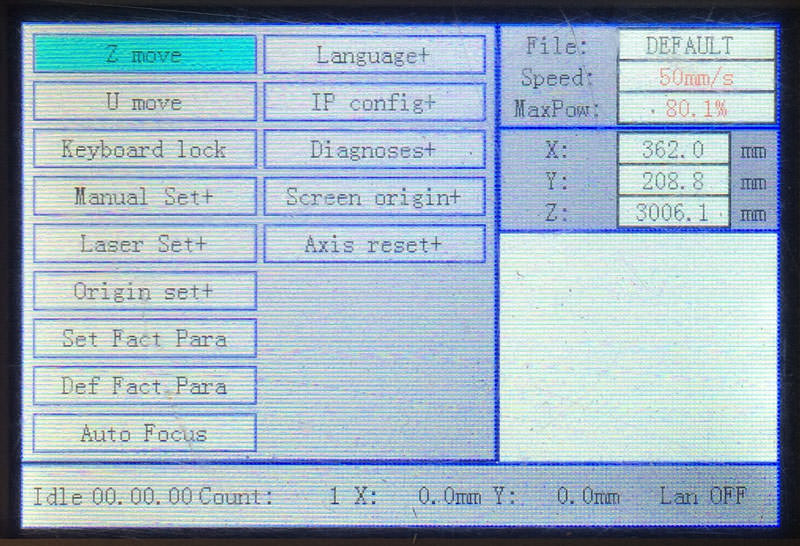 Z move
U move
Keyboard lock
Manual Set+
Laser Set+
Origin set+
Set Fact Para
Def Fact Para
Auto Focus
Language+
IP config+
Diagnoses+
Screen origin+
Axis reset+
File: DEFAULT
Speed: 50mm/s
MaxPow: 80.1%
X: 362.0 mm
Y: 208.8 mm
Z: 3006.1 mm
Idle 00.00.00 Count: 1 X: 0.0mm Y: 0.0mm Lan OFF